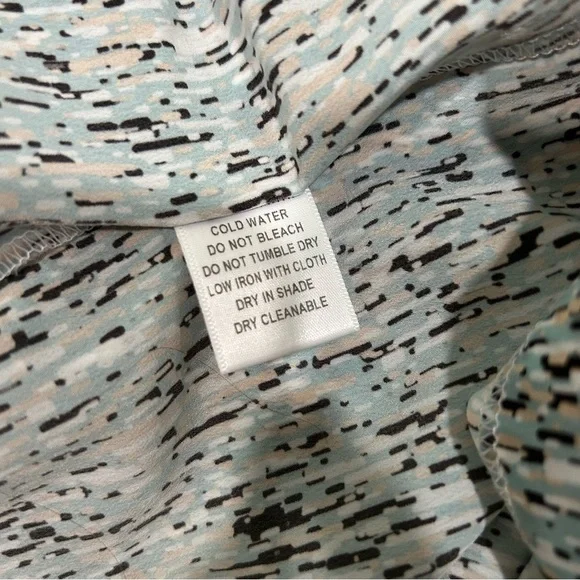 COLD WATER
DO NOT BLEACH
DO NOT TUMBLE DRY
LOW IRON WITH CLOTH
DRY IN SHADE
DRY CLEANABLE